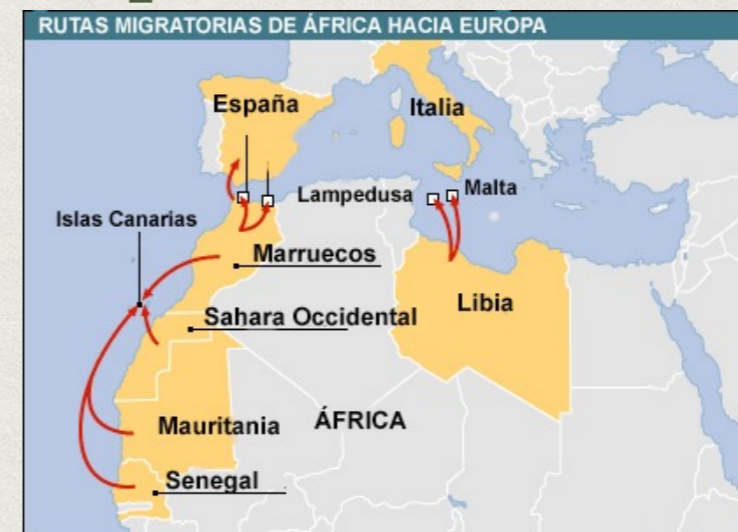 RUTAS MIGRATORIAS DE ÁFRICA HACIA EUROPA
España
Italia
Lampedusa
Malta
Islas Canarias
Marruecos
Libia
Sahara Occidental
Mauritania
ÁFRICA
Senegal